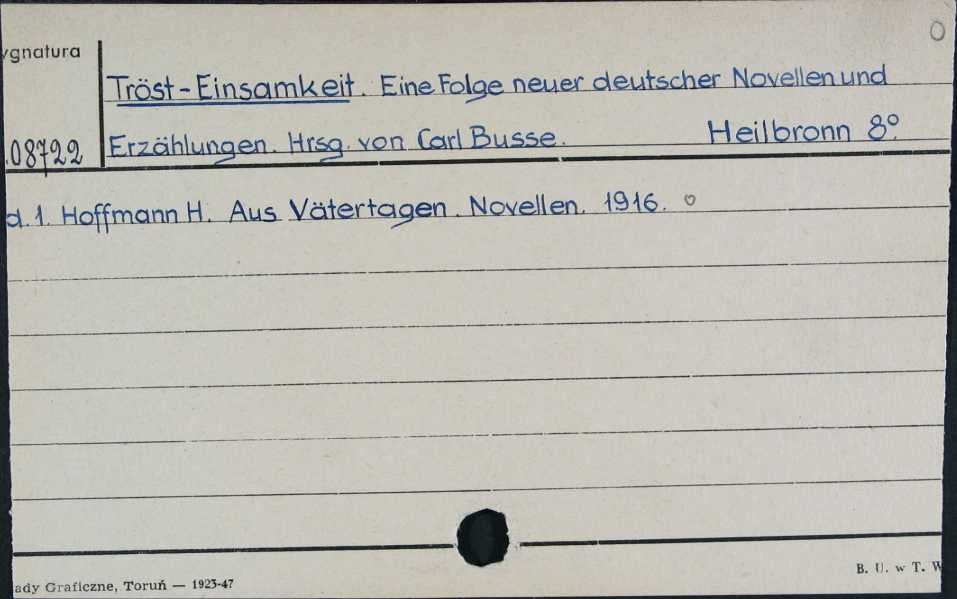 ygnatura
Tröst-Einsamkeit. Eine Folge neuer deutscher Novellen und
.08722 Erzählungen. Hrsg. von Carl Busse. Heilbronn 8°
d. 1. Hoffmann H. Aus Vätertagen. Novellen. 1916.
ady Graficzne, Toruń — 1923-47
B. U. w T. W